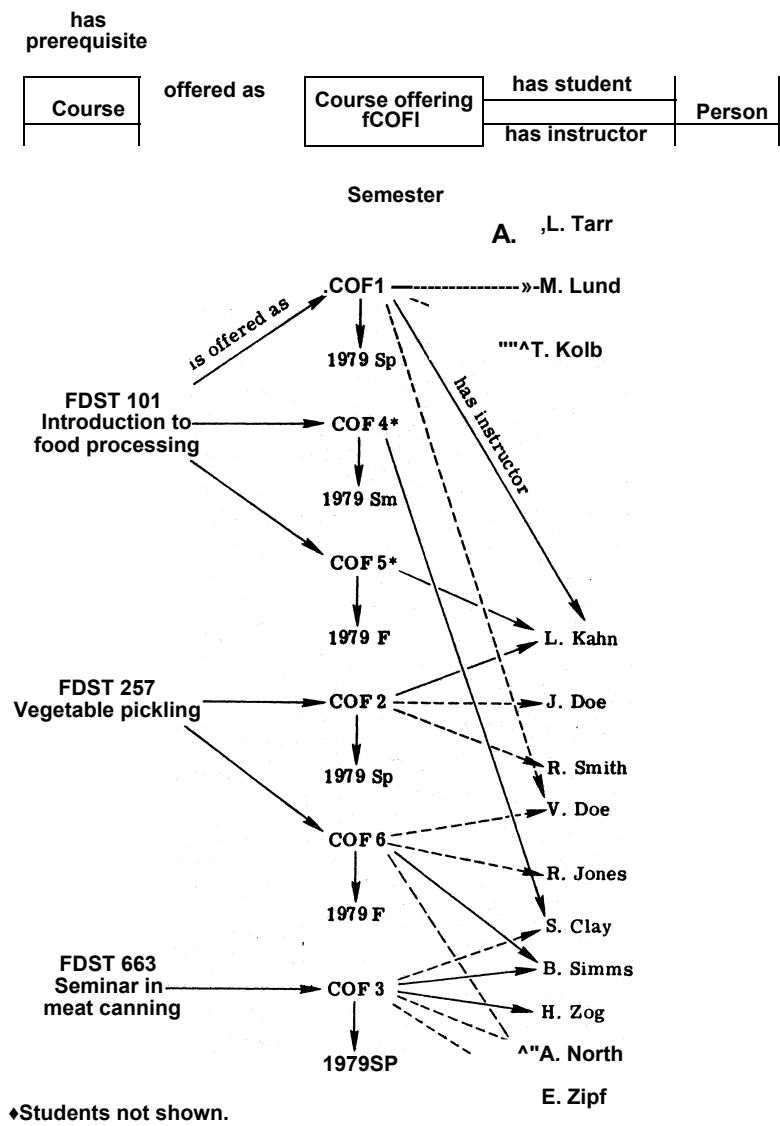 has
prerequisite
Course
offered as
Course offering
fCOFl
has student
has instructor
Person
Semester
A.
,L. Tarr
.COF1
»-M. Lund
is offered as
1979 Sp
""^T. Kolb
has instructor
FDST 101
Introduction to
food processing
COF 4*
1979 Sm
COF 5*
1979 F
L. Kahn
FDST 257
Vegetable pickling
COF 2
J. Doe
1979 Sp
R. Smith
V. Doe
COF 6
R. Jones
1979 F
S. Clay
FDST 663
Seminar in
meat canning
COF 3
B. Simms
H. Zog
1979SP
^"A. North
E. Zipf
♦Students not shown.